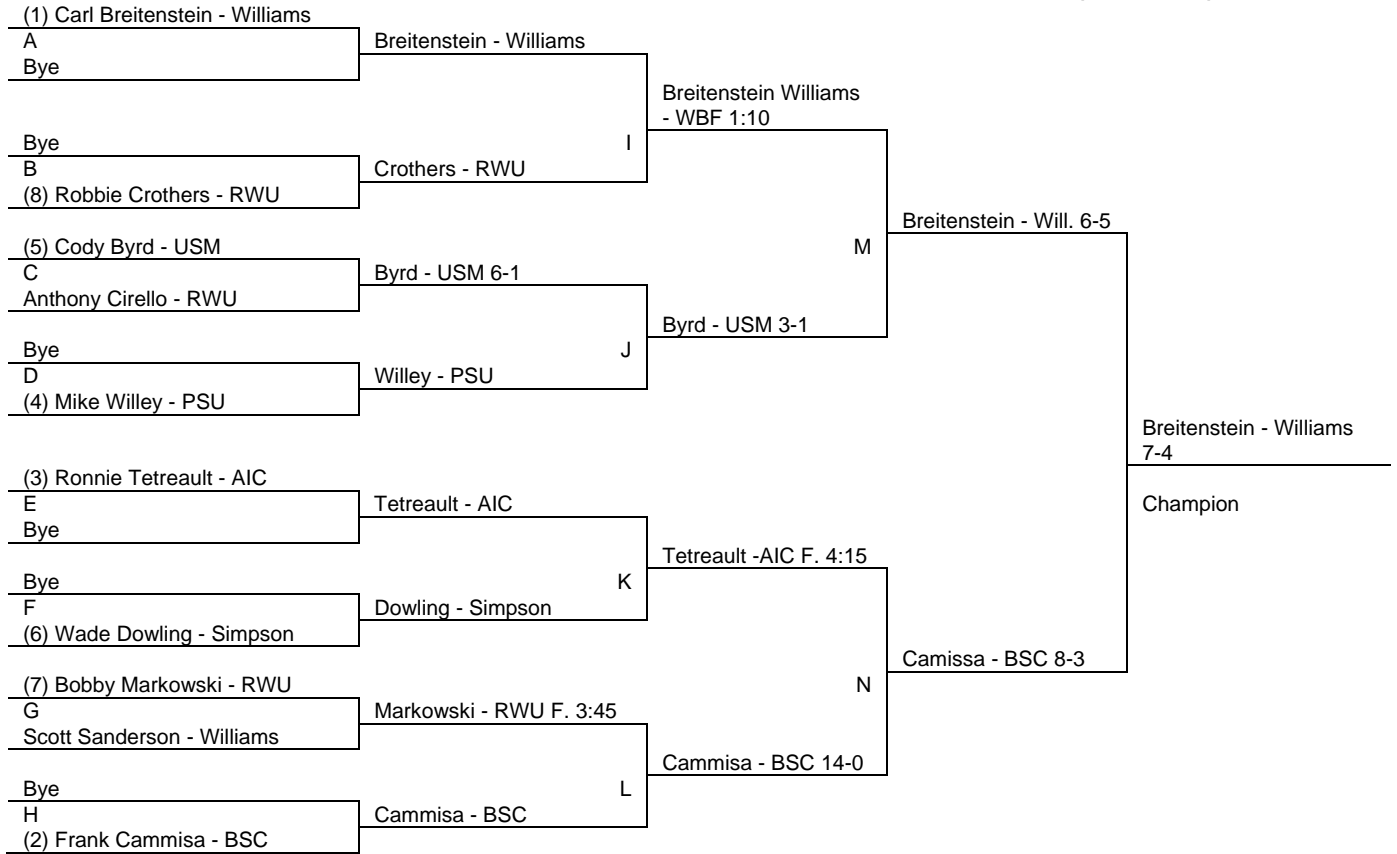 (1) Carl Breitenstein - Williams
A
Bye
Breitenstein - Williams
Breitenstein Williams
- WBF 1:10
Bye
B
(8) Robbie Crothers - RWU
Crothers - RWU
I
(5) Cody Byrd - USM
C
Anthony Cirello - RWU
Byrd - USM 6-1
Breitenstein - Will. 6-5
M
Byrd - USM 3-1
Bye
D
(4) Mike Willey - PSU
Willey - PSU
J
Breitenstein - Williams
7-4
Champion
(3) Ronnie Tetreault - AIC
E
Bye
Tetreault - AIC
Tetreault -AIC F. 4:15
Bye
F
(6) Wade Dowling - Simpson
Dowling - Simpson
K
Camissa - BSC 8-3
N
(7) Bobby Markowski - RWU
G
Scott Sanderson - Williams
Markowski - RWU F. 3:45
Cammisa - BSC 14-0
Bye
H
(2) Frank Cammisa - BSC
Cammisa - BSC
L